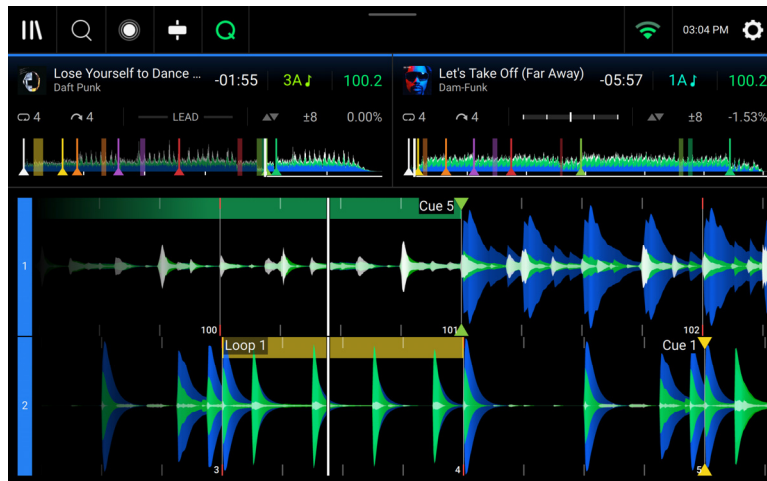 03:04 PM
Lose Yourself to Dance ...
Daft Punk
-01:55
3A
100.2
Let's Take Off (Far Away)
Dam-Funk
-05:57
1A
100.2
4
4
LEAD
±8
0.00%
4
4
±8
-1.53%
Cue 5
1
100
101
102
Loop 1
Cue 1
2
3
4
5